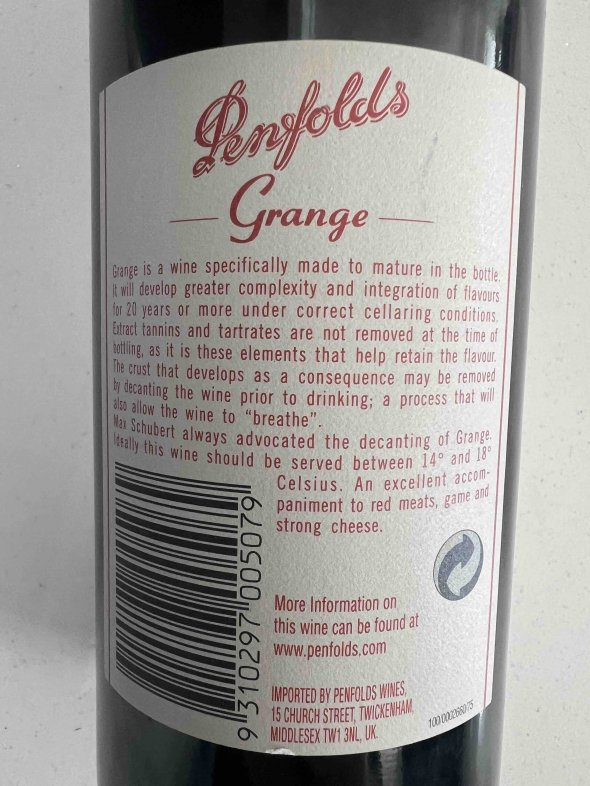 Penfolds
Grange
Grange is a wine specifically made to mature in the bottle.
It will develop greater complexity and integration of flavours
for 20 years or more under correct cellaring conditions.
Extract tannins and tartrates are not removed at the time of
bottling, as it is these elements that help retain the flavour.
The crust that develops as a consequence may be removed
by decanting the wine prior to drinking; a process that will
also allow the wine to "breathe".
Max Schubert always advocated the decanting of Grange.
Ideally this wine should be served between 14° and 18°
Celsius. An excellent accom-
paniment to red meats, game and
strong cheese.
9 310297 005079
More Information on
this wine can be found at
www.penfolds.com
IMPORTED BY PENFOLDS WINES,
15 CHURCH STREET, TWICKENHAM,
MIDDLESEX TW1 3NL, UK.